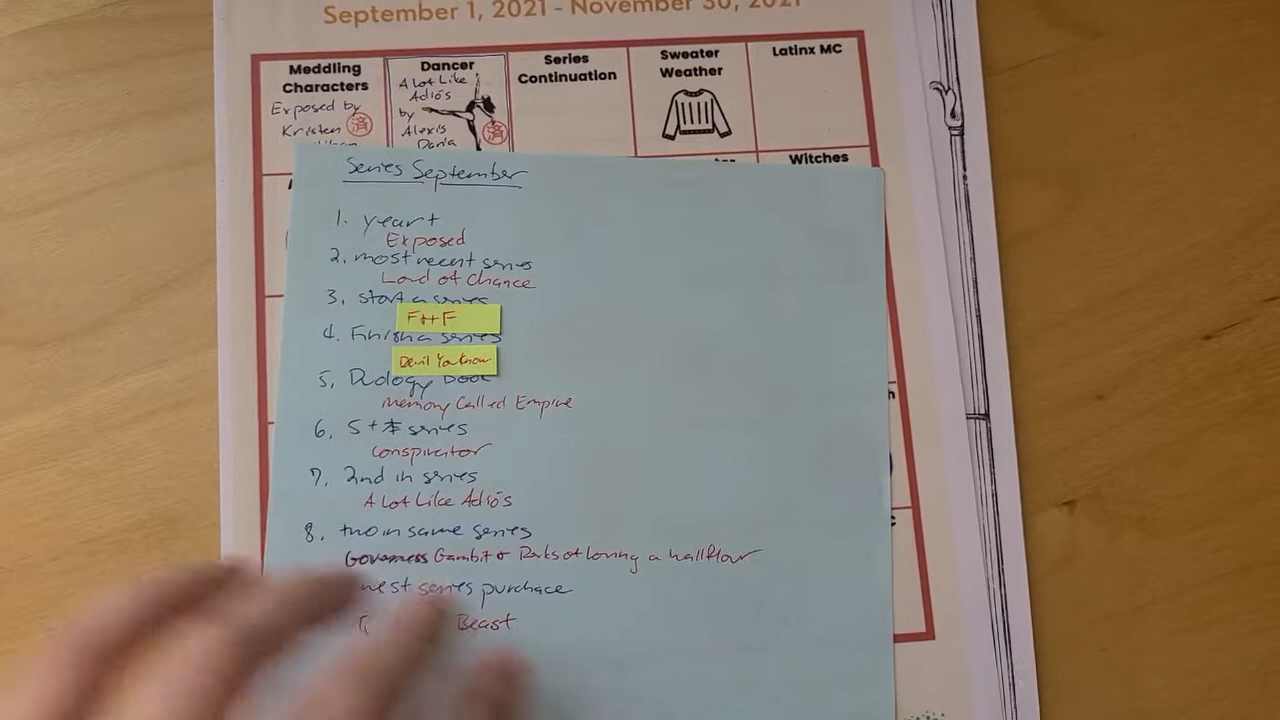 September 1, 2021 - November 30, 2021
Meddling
Characters
Exposed by
Kristen
済
Dancer
A Lot Like
Adiós
by
Alexis
Daria
済
Series
Continuation
Sweater
Weather
Latinx MC
Witches
Series September
1. year +
Exposed
2. most recent series
Lord of Chance
3. start a series
F++F
4. Finish a series
Devil You Know
5. Duology book
Memory Called Empire
6. 5+ series
Conspirator
7. 2nd in series
A Lot Like Adiós
8. two in same series
Governess Gambit + Perks of loving a wallflower
series purchace
Beast